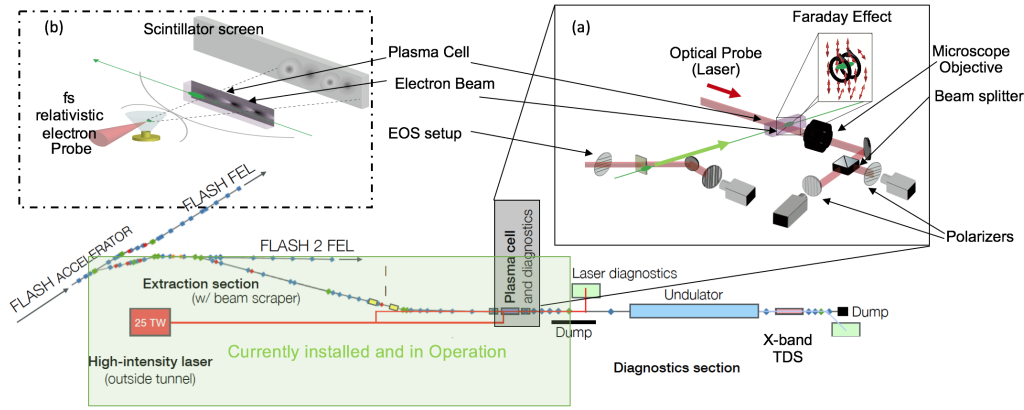 (b)
Scintillator screen
fs
relativistic
electron
Probe
Plasma Cell
Electron Beam
EOS setup
(a)
Faraday Effect
Optical Probe
(Laser)
Microscope
Objective
Beam splitter
Polarizers
FLASH FEL
FLASH ACCELERATOR
FLASH 2 FEL
Extraction section
(w/ beam scraper)
25 TW
High-intensity laser
(outside tunnel)
Currently installed and in Operation
Plasma cell
and diagnostics
Laser diagnostics
Dump
Undulator
X-band
TDS
Dump
Diagnostics section